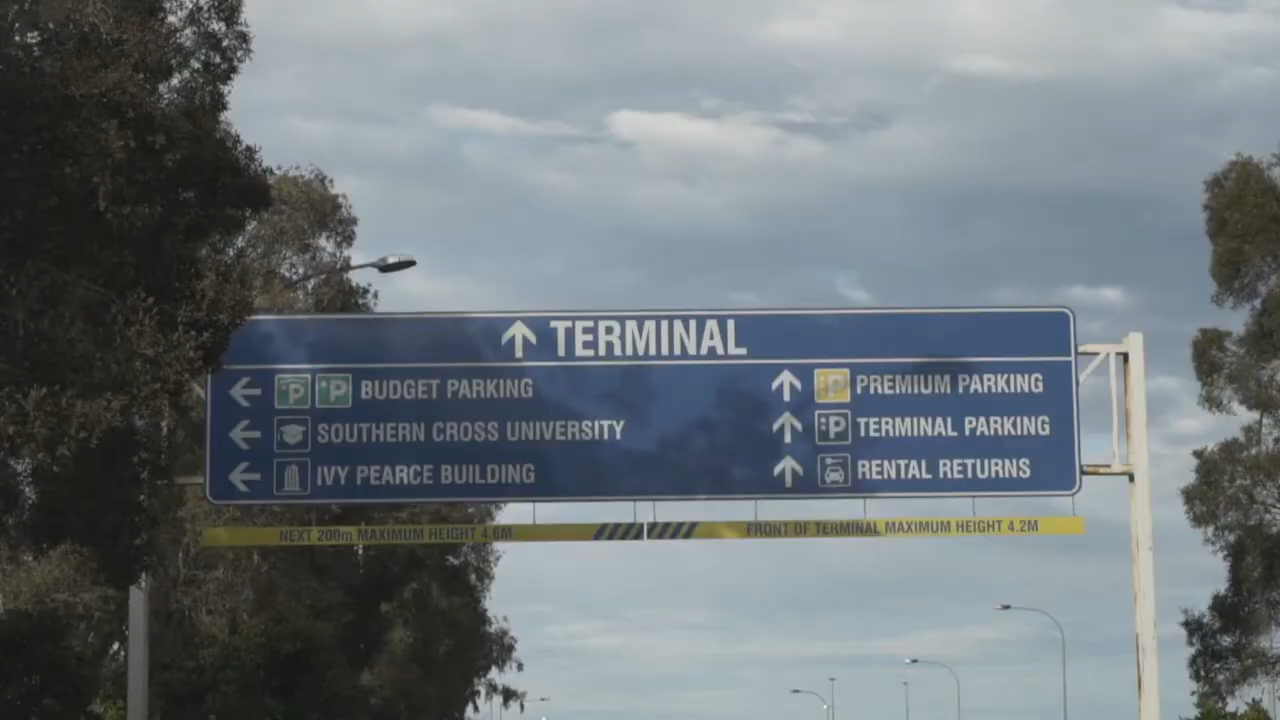 TERMINAL
P P BUDGET PARKING
SOUTHERN CROSS UNIVERSITY
IVY PEARCE BUILDING
P PREMIUM PARKING
P TERMINAL PARKING
RENTAL RETURNS
NEXT 200m MAXIMUM HEIGHT 4.6M
FRONT OF TERMINAL MAXIMUM HEIGHT 4.2M